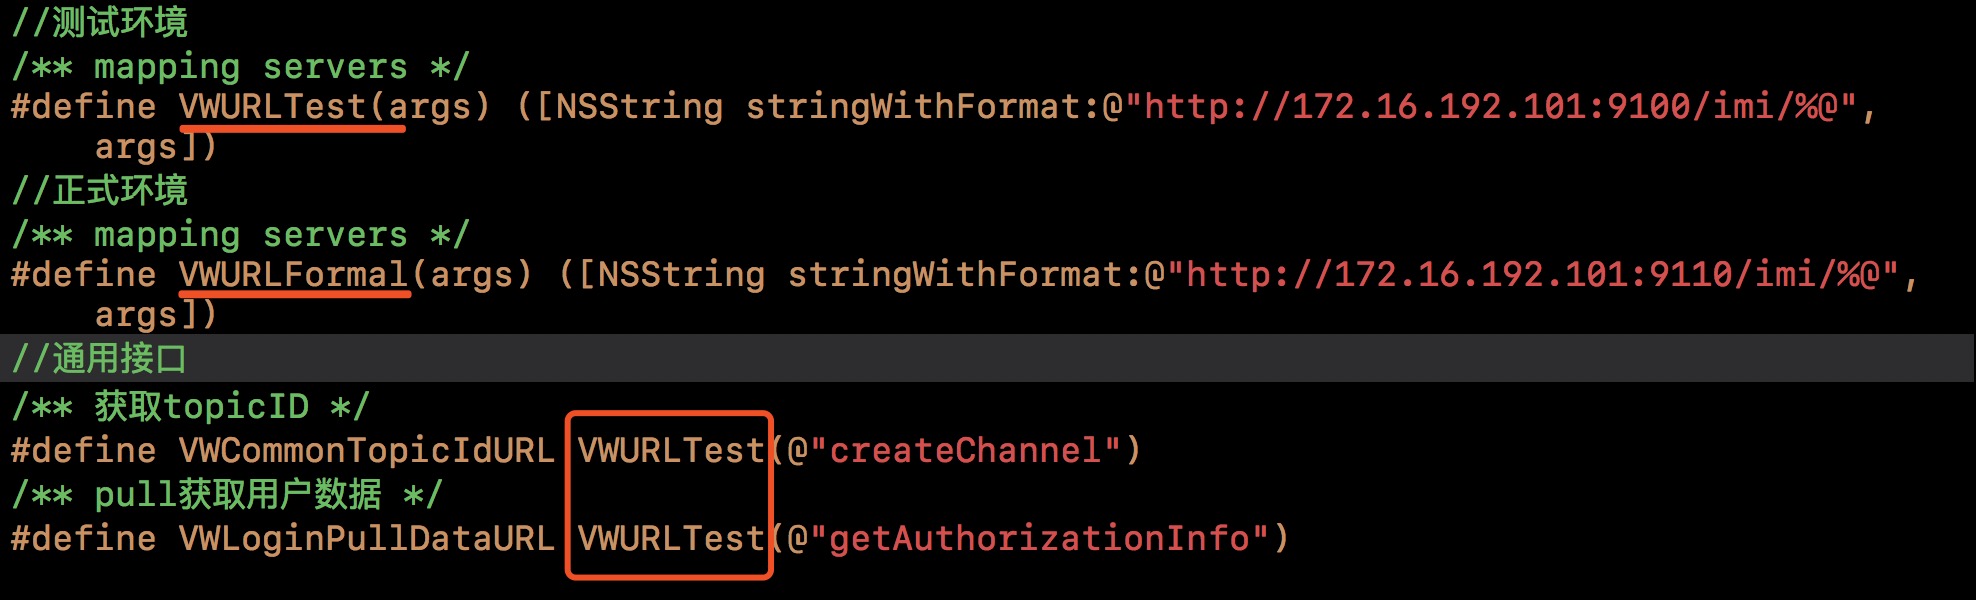 //测试环境
/** mapping servers */
#define VWURLTest(args) ([NSString stringWithFormat:@"http://172.16.192.101:9100/imi/%@",
args])
//正式环境
/** mapping servers */
#define VWURLFormal(args) ([NSString stringWithFormat:@"http://172.16.192.101:9110/imi/%@",
args])
//通用接口
/** 获取topicID */
#define VWCommonTopicIdURL VWURLTest(@"createChannel")
/** pull获取用户数据 */
#define VWLoginPullDataURL VWURLTest(@"getAuthorizationInfo")